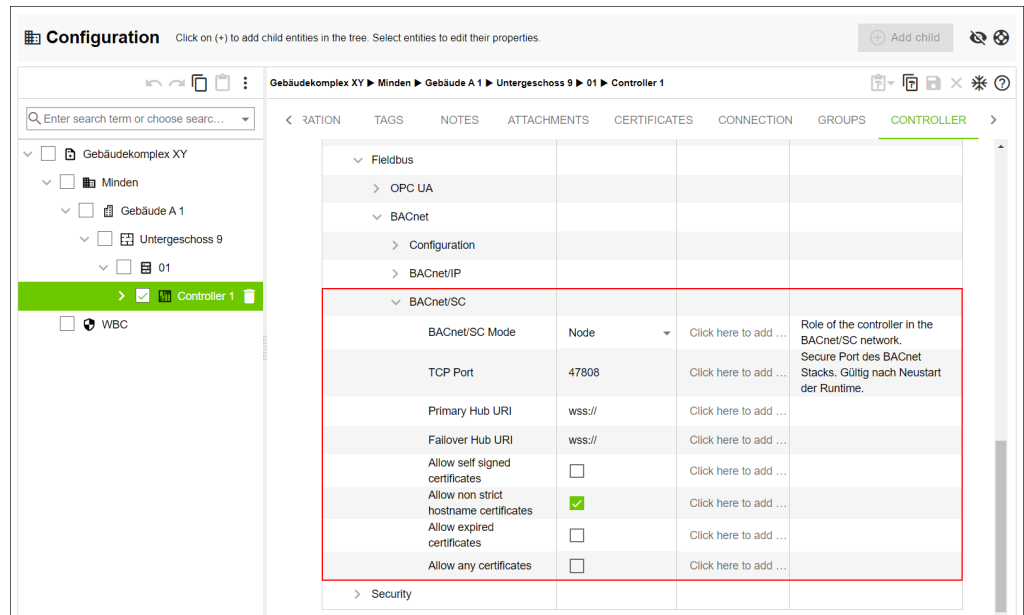 Configuration
Click on (+) to add child entities in the tree. Select entities to edit their properties.
Add child
Gebäudekomplex XY ▶ Minden ▶ Gebäude A 1 ▶ Untergeschoss 9 ▶ 01 ▶ Controller 1
Enter search term or choose searc...
RATION TAGS NOTES ATTACHMENTS CERTIFICATES CONNECTION GROUPS CONTROLLER
Gebäudekomplex XY
Minden
Gebäude A 1
Untergeschoss 9
01
Controller 1
WBC
Fieldbus
OPC UA
BACnet
Configuration
BACnet/IP
BACnet/SC
BACnet/SC Mode
Node
Click here to add ...
Role of the controller in the
BACnet/SC network.
TCP Port
47808
Click here to add ...
Secure Port des BACnet
Stacks. Gültig nach Neustart
der Runtime.
Primary Hub URI
wss://
Click here to add ...
Failover Hub URI
wss://
Click here to add ...
Allow self signed
certificates
Click here to add ...
Allow non strict
hostname certificates
Click here to add ...
Allow expired
certificates
Click here to add ...
Allow any certificates
Click here to add ...
Security